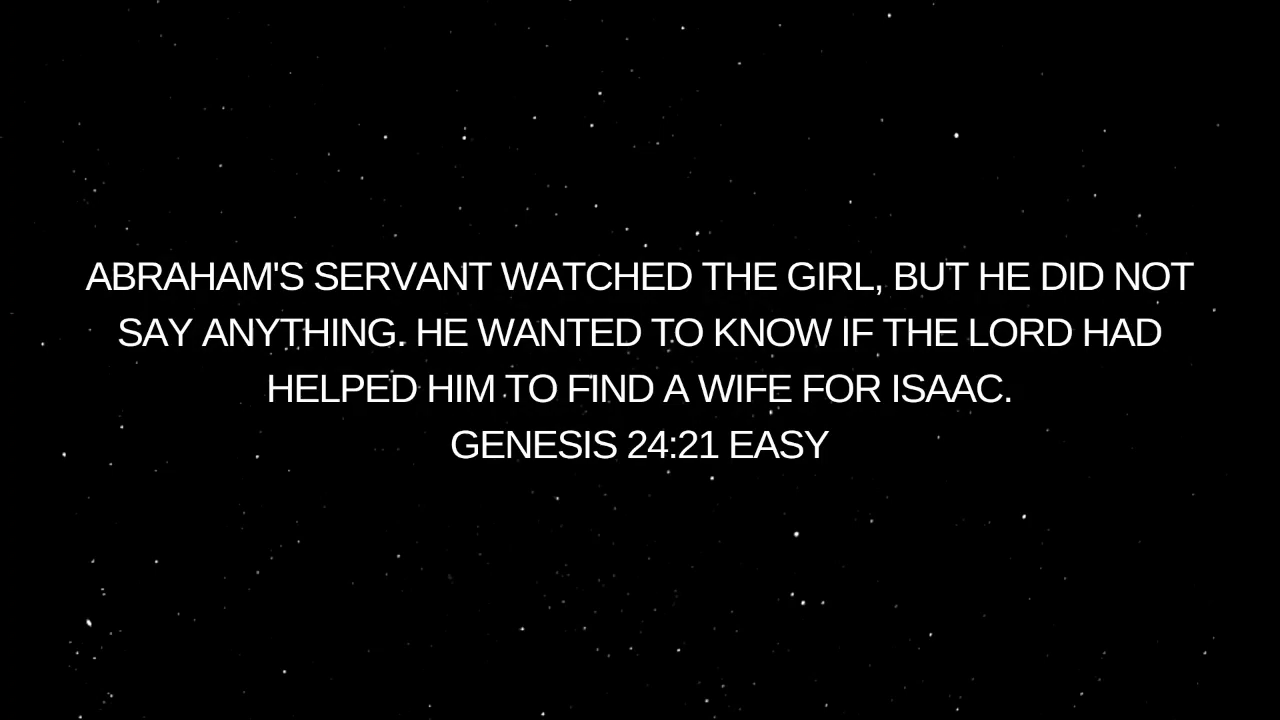 ABRAHAM'S SERVANT WATCHED THE GIRL, BUT HE DID NOT
SAY ANYTHING. HE WANTED TO KNOW IF THE LORD HAD
HELPED HIM TO FIND A WIFE FOR ISAAC.
GENESIS 24:21 EASY